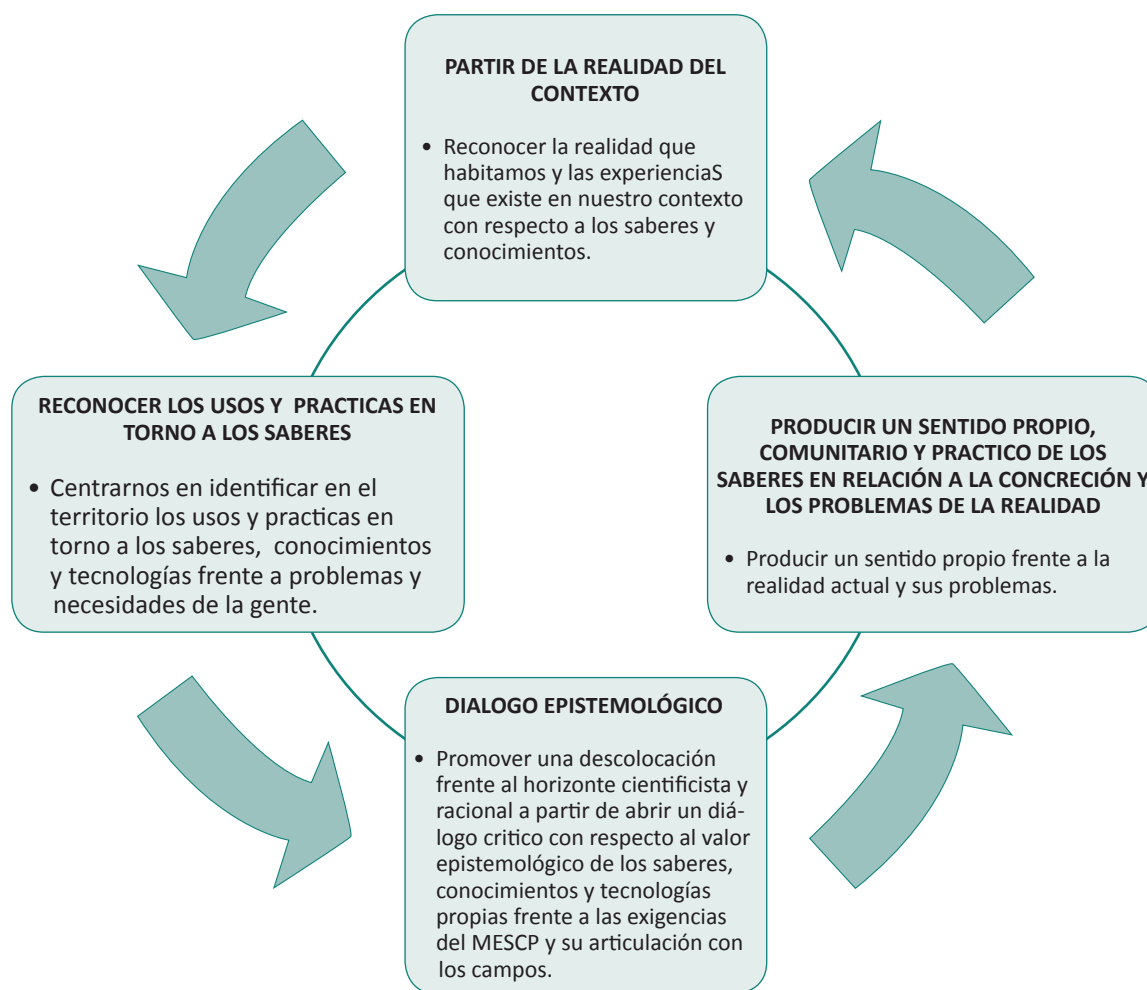 PARTIR DE LA REALIDAD DEL
CONTEXTO
• Reconocer la realidad que
habitamos y las experienciaS
que existe en nuestro contexto
con respecto a los saberes y
conocimientos.
RECONOCER LOS USOS Y PRACTICAS EN
TORNO A LOS SABERES
• Centrarnos en identificar en el
territorio los usos y practicas en
torno a los saberes, conocimientos
y tecnologías frente a problemas y
necesidades de la gente.
PRODUCIR UN SENTIDO PROPIO,
COMUNITARIO Y PRACTICO DE LOS
SABERES EN RELACIÓN A LA CONCRECIÓN Y
LOS PROBLEMAS DE LA REALIDAD
• Producir un sentido propio frente a la
realidad actual y sus problemas.
DIALOGO EPISTEMOLÓGICO
• Promover una descolocación
frente al horizonte cientificista y
racional a partir de abrir un diá-
logo critico con respecto al valor
epistemológico de los saberes,
conocimientos y tecnologías
propias frente a las exigencias
del MESCP y su articulación con
los campos.